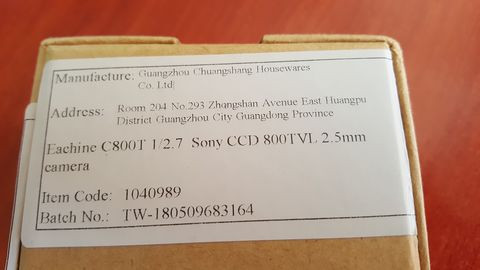 Manufacture: Guangzhou Chuangshang Housewares
Co. Ltd
Address: Room 204 No.293 Zhongshan Avenue East Huangpu
District Guangzhou City Guangdong Province
Eachine C800T 1/2.7 Sony CCD 800TVL 2.5mm
camera
Item Code: 1040989
Batch No.: TW-180509683164